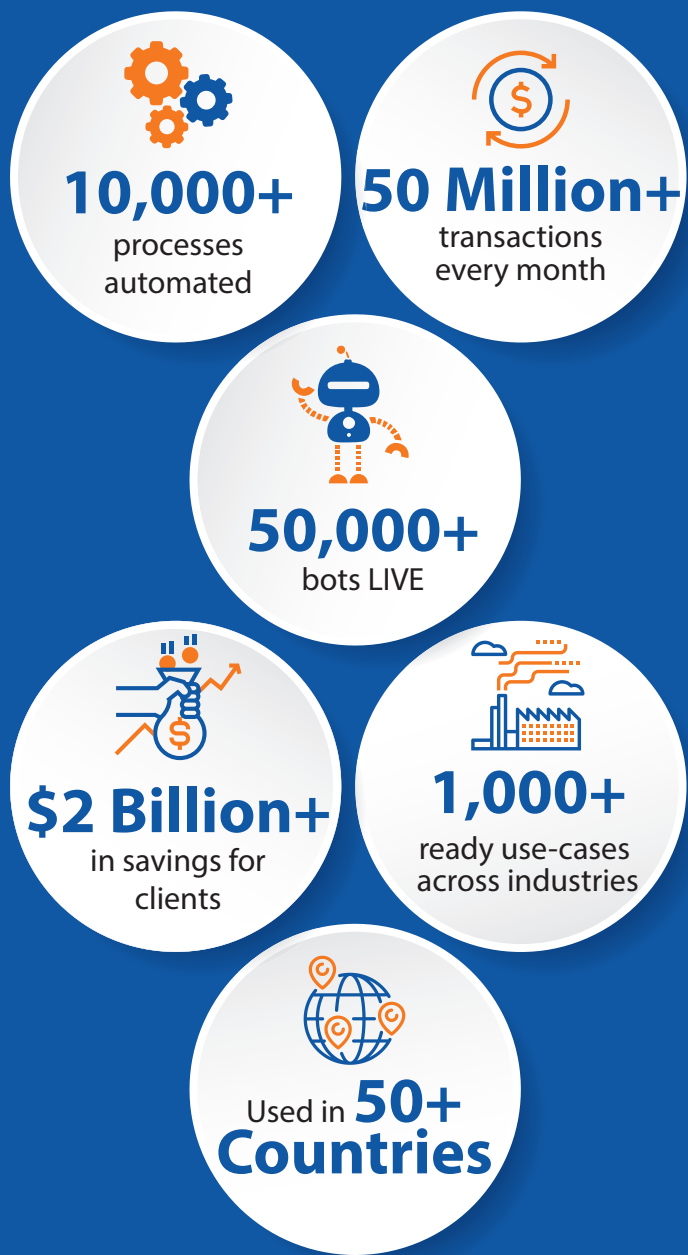 10,000+
processes
automated
50 Million+
transactions
every month
50,000+
bots LIVE
$2 Billion+
in savings for
clients
1,000+
ready use-cases
across industries
Used in 50+
Countries